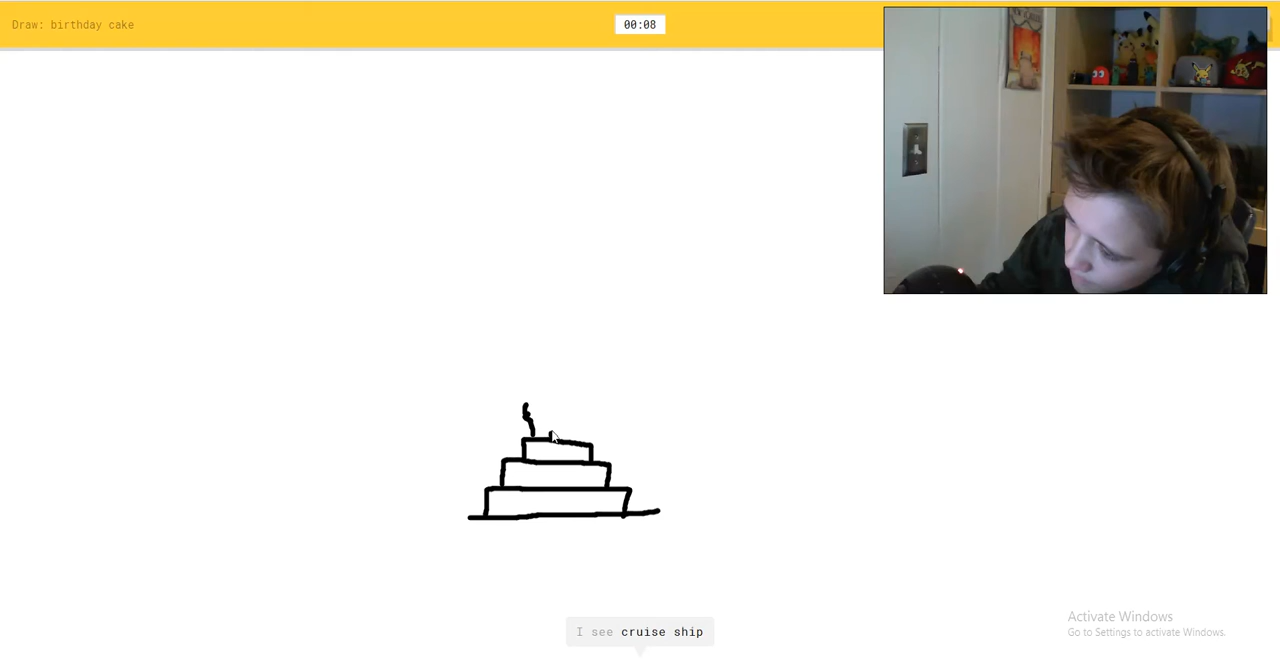 Draw: birthday cake
00:08
I see cruise ship
Activate Windows
Go to Settings to activate Windows.